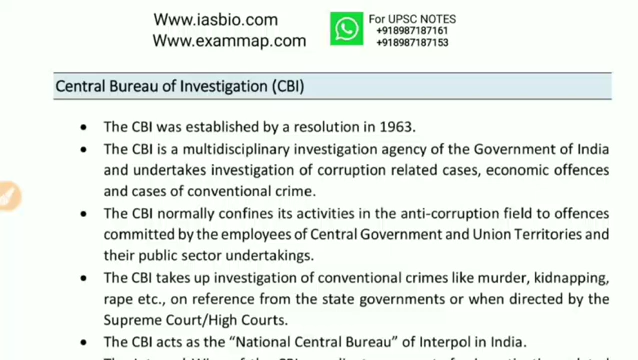 Www.iasbio.com
Www.exammap.com
For UPSC NOTES
+918987187161
+918987187153
Central Bureau of Investigation (CBI)
• The CBI was established by a resolution in 1963.
• The CBI is a multidisciplinary investigation agency of the Government of India
and undertakes investigation of corruption related cases, economic offences
and cases of conventional crime.
• The CBI normally confines its activities in the anti-corruption field to offences
committed by the employees of Central Government and Union Territories and
their public sector undertakings.
• The CBI takes up investigation of conventional crimes like murder, kidnapping,
rape etc., on reference from the state governments or when directed by the
Supreme Court/High Courts.
• The CBI acts as the “National Central Bureau” of Interpol in India.